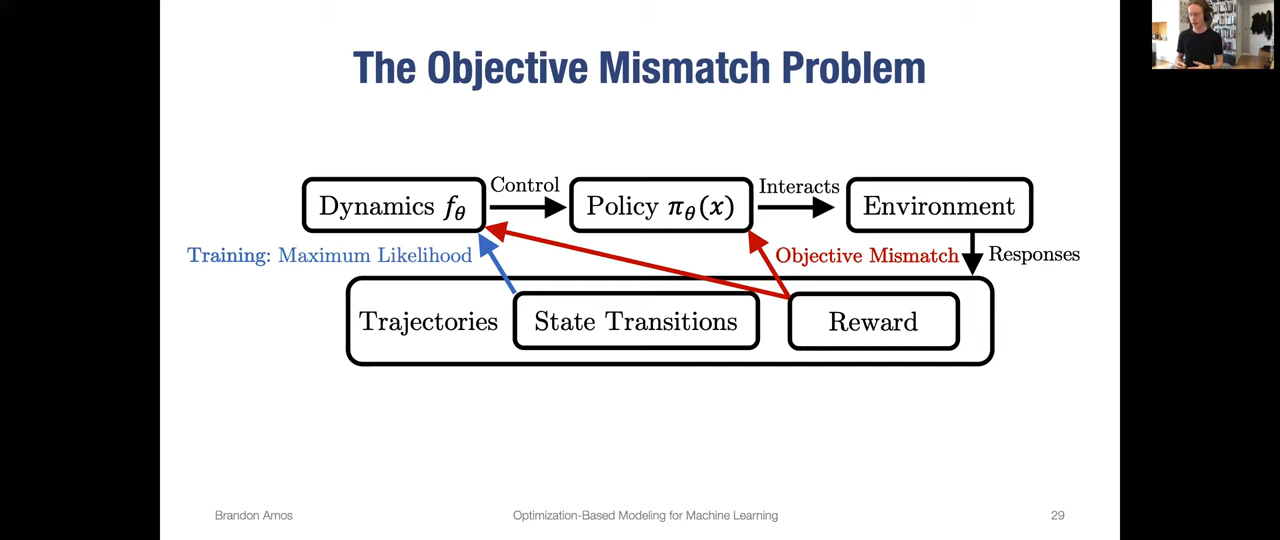 The Objective Mismatch Problem
Control
Interacts
Dynamics fθ
Policy πθ(x)
Environment
Training: Maximum Likelihood
Objective Mismatch
Responses
Trajectories
State Transitions
Reward
Brandon Amos
Optimization-Based Modeling for Machine Learning
29